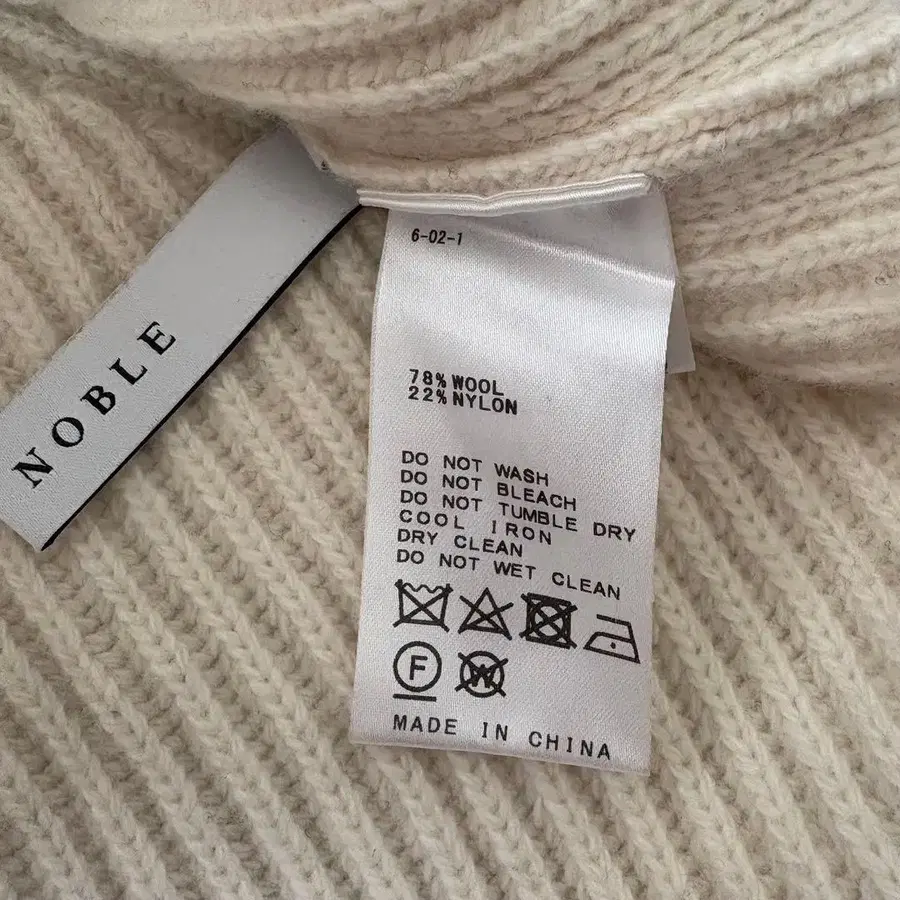 NOBLE
6-02-1
78% WOOL
22% NYLON
DO NOT WASH
DO NOT BLEACH
DO NOT TUMBLE DRY
COOL IRON
DRY CLEAN
DO NOT WET CLEAN
F W
MADE IN CHINA